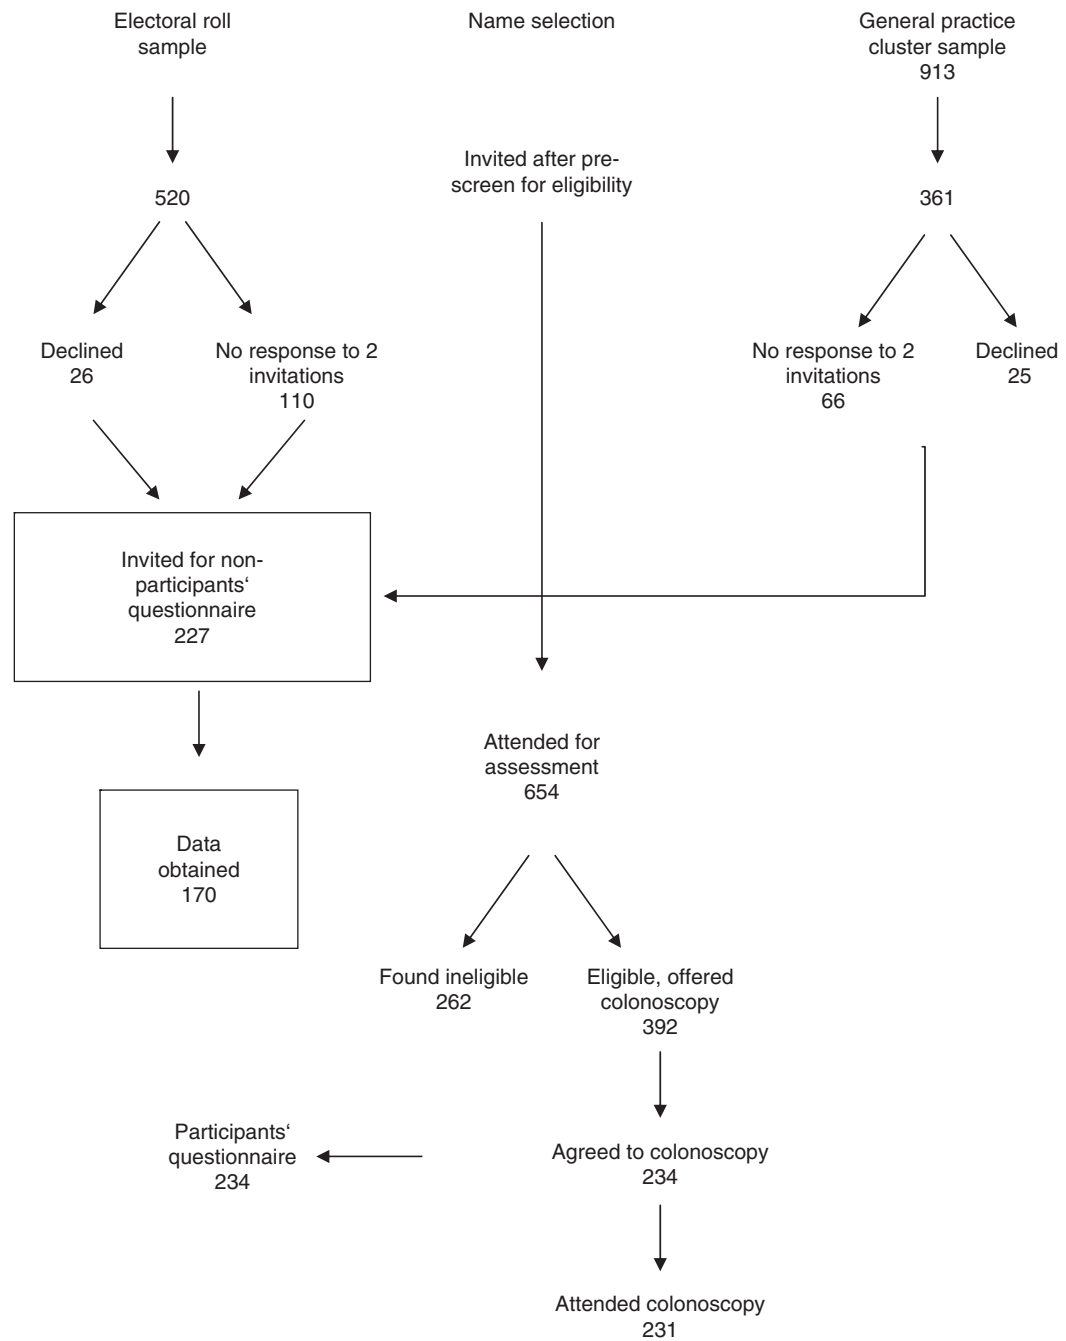 Electoral roll
sample
Name selection
General practice
cluster sample
913
Invited after pre-
screen for eligibility
520
361
Declined
26
No response to 2
invitations
110
No response to 2
invitations
66
Declined
25
Invited for non-
participants‘
questionnaire
227
Attended for
assessment
654
Data
obtained
170
Found ineligible
262
Eligible, offered
colonoscopy
392
Participants‘
questionnaire
234
Agreed to colonoscopy
234
Attended colonoscopy
231